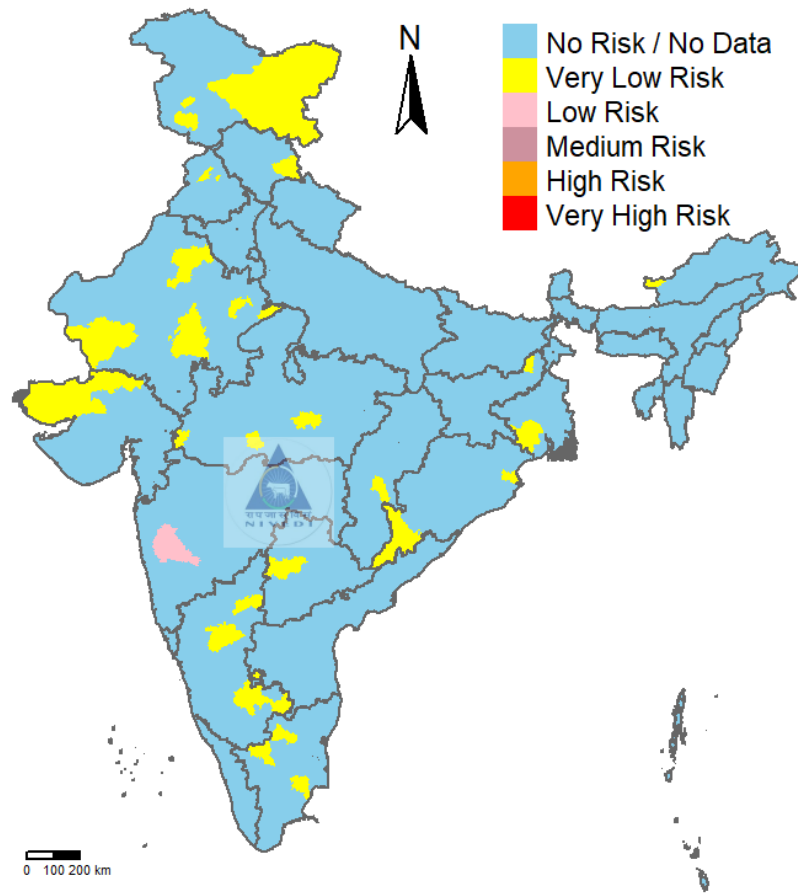 N
No Risk / No Data
Very Low Risk
Low Risk
Medium Risk
High Risk
Very High Risk
NIVEDI
0 100 200 km